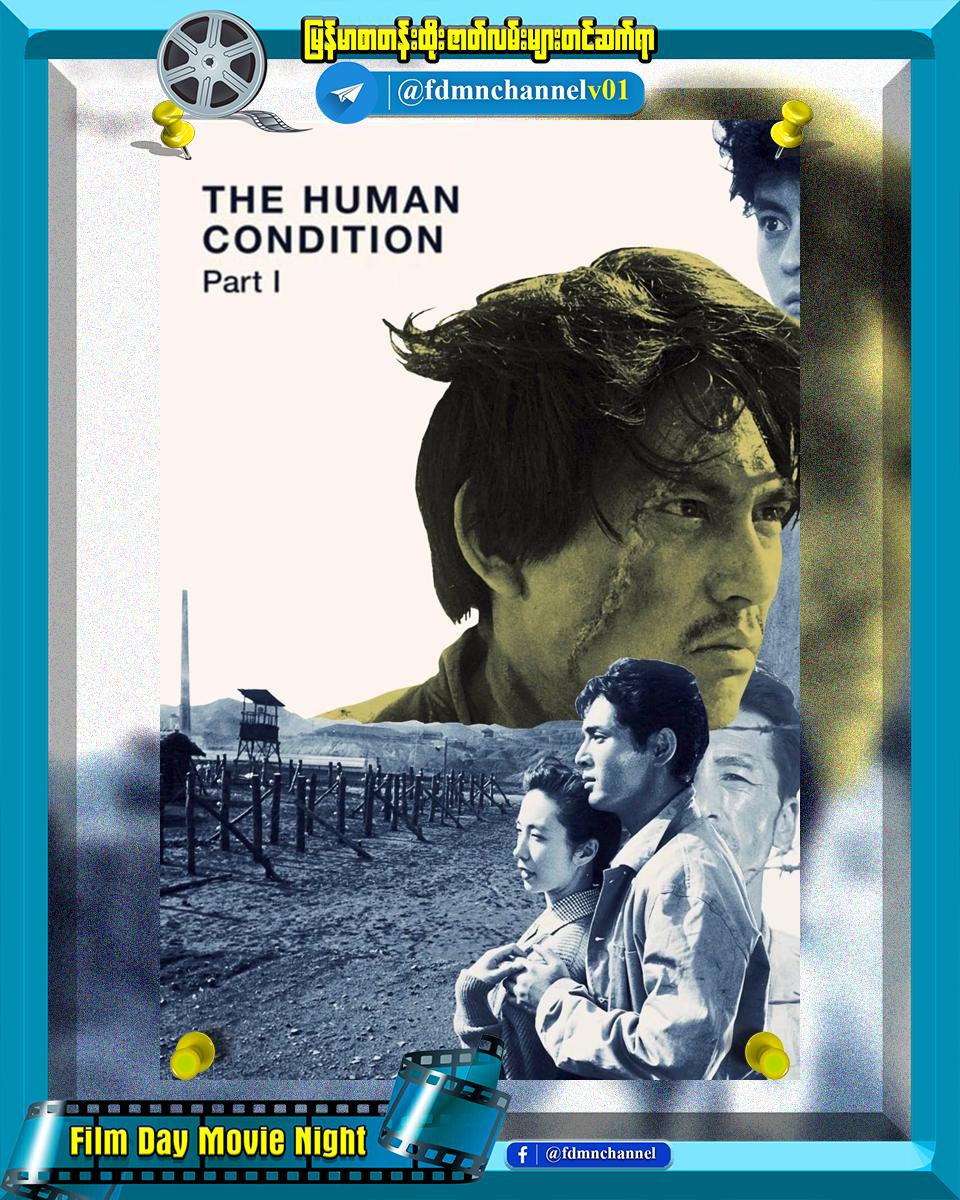 မြန်မာစာတန်းထိုးဇာတ်လမ်းများတင်ဆက်ရာ
@fdmnchannelv01
THE HUMAN
CONDITION
Part I
Film Day Movie Night
f | @fdmnchannel